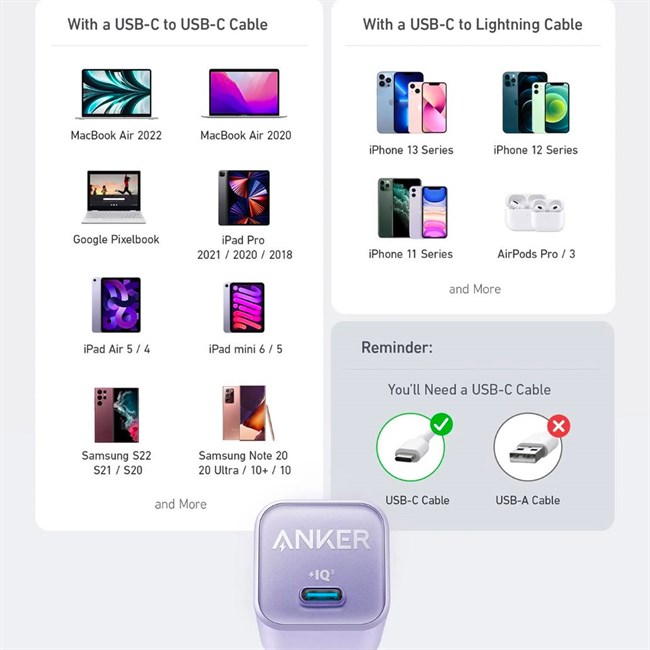 With a USB-C to USB-C Cable
MacBook Air 2022
MacBook Air 2020
Google Pixelbook
iPad Pro
2021 / 2020 / 2018
iPad Air 5 / 4
iPad mini 6 / 5
Samsung S22
S21 / S20
Samsung Note 20
20 Ultra / 10+ / 10
and More
With a USB-C to Lightning Cable
iPhone 13 Series
iPhone 12 Series
iPhone 11 Series
AirPods Pro / 3
and More
Reminder:
You'll Need a USB-C Cable
USB-C Cable
USB-A Cable
ANKER
IQ³